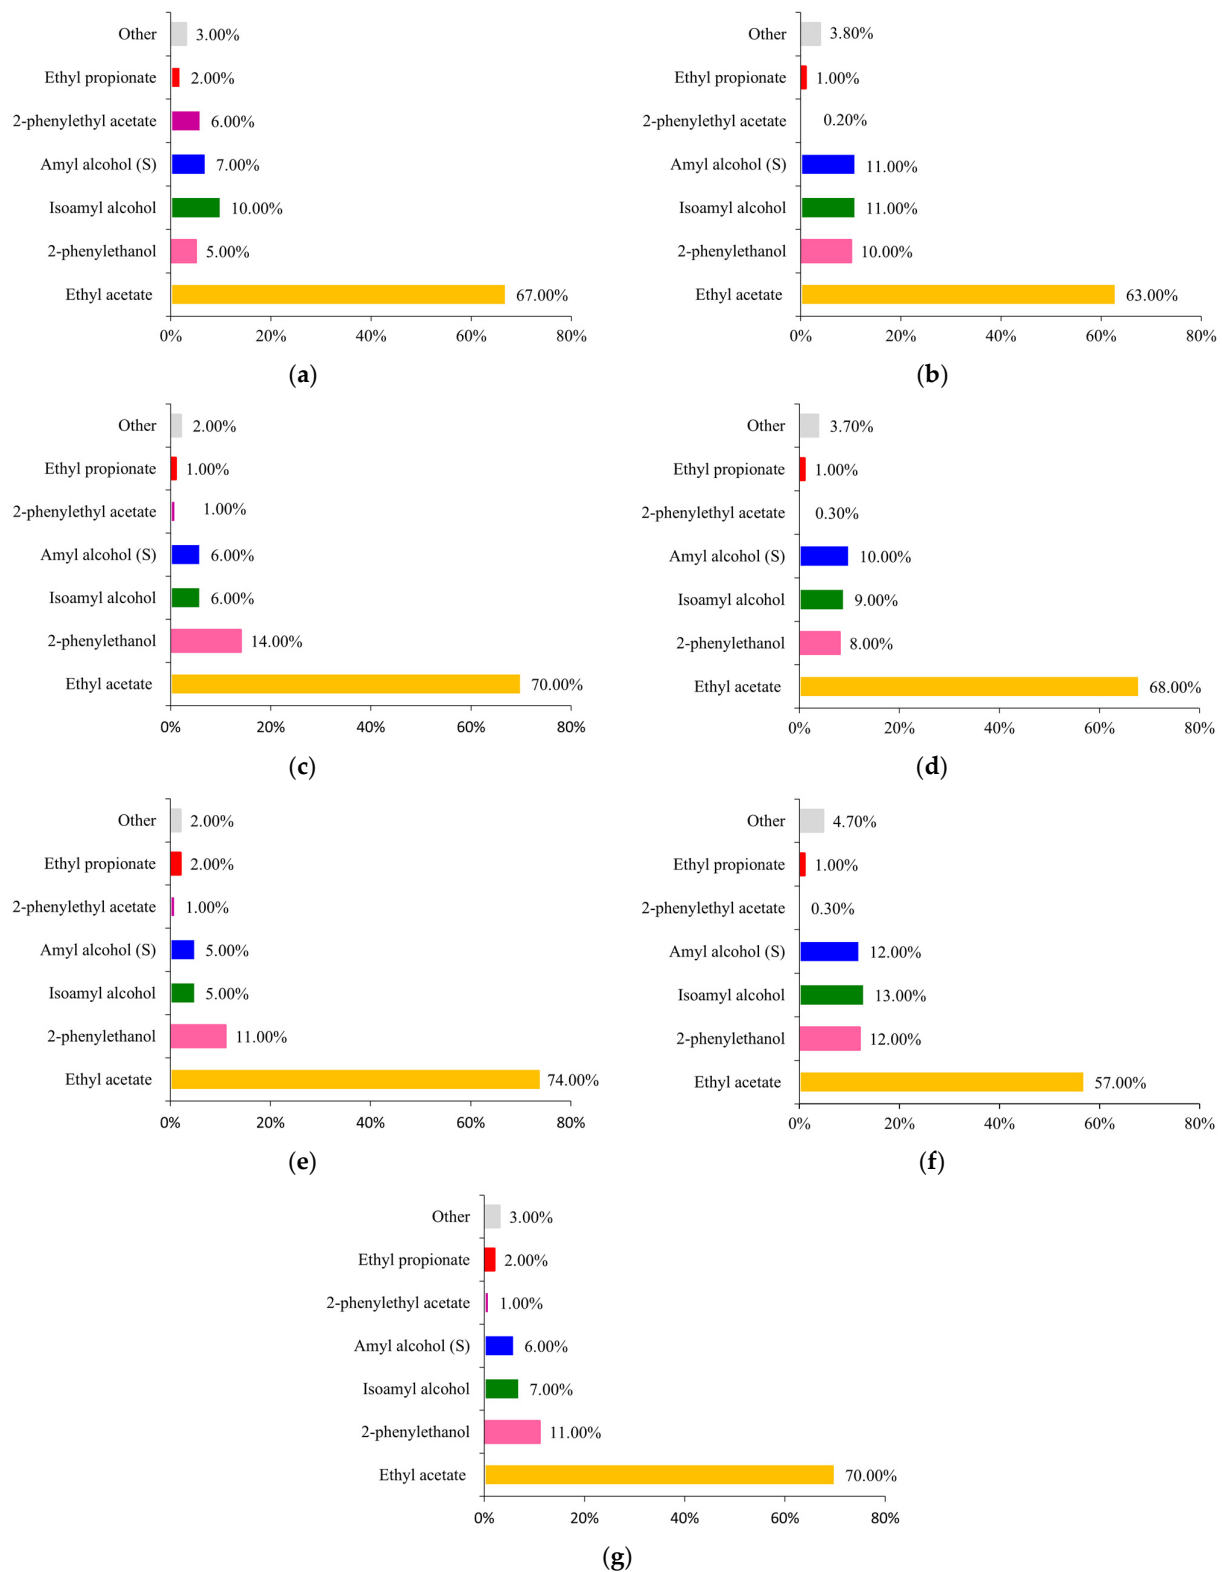 Other 3.00%
Ethyl propionate 2.00%
2-phenylethyl acetate 6.00%
Amyl alcohol (S) 7.00%
Isoamyl alcohol 10.00%
2-phenylethanol 5.00%
Ethyl acetate 67.00%
0% 20% 40% 60% 80%
(a)
Other 3.80%
Ethyl propionate 1.00%
2-phenylethyl acetate 0.20%
Amyl alcohol (S) 11.00%
Isoamyl alcohol 11.00%
2-phenylethanol 10.00%
Ethyl acetate 63.00%
0% 20% 40% 60% 80%
(b)
Other 2.00%
Ethyl propionate 1.00%
2-phenylethyl acetate 1.00%
Amyl alcohol (S) 6.00%
Isoamyl alcohol 6.00%
2-phenylethanol 14.00%
Ethyl acetate 70.00%
0% 20% 40% 60% 80%
(c)
Other 3.70%
Ethyl propionate 1.00%
2-phenylethyl acetate 0.30%
Amyl alcohol (S) 10.00%
Isoamyl alcohol 9.00%
2-phenylethanol 8.00%
Ethyl acetate 68.00%
0% 20% 40% 60% 80%
(d)
Other 2.00%
Ethyl propionate 2.00%
2-phenylethyl acetate 1.00%
Amyl alcohol (S) 5.00%
Isoamyl alcohol 5.00%
2-phenylethanol 11.00%
Ethyl acetate 74.00%
0% 20% 40% 60% 80%
(e)
Other 4.70%
Ethyl propionate 1.00%
2-phenylethyl acetate 0.30%
Amyl alcohol (S) 12.00%
Isoamyl alcohol 13.00%
2-phenylethanol 12.00%
Ethyl acetate 57.00%
0% 20% 40% 60% 80%
(f)
Other 3.00%
Ethyl propionate 2.00%
2-phenylethyl acetate 1.00%
Amyl alcohol (S) 6.00%
Isoamyl alcohol 7.00%
2-phenylethanol 11.00%
Ethyl acetate 70.00%
0% 20% 40% 60% 80%
(g)